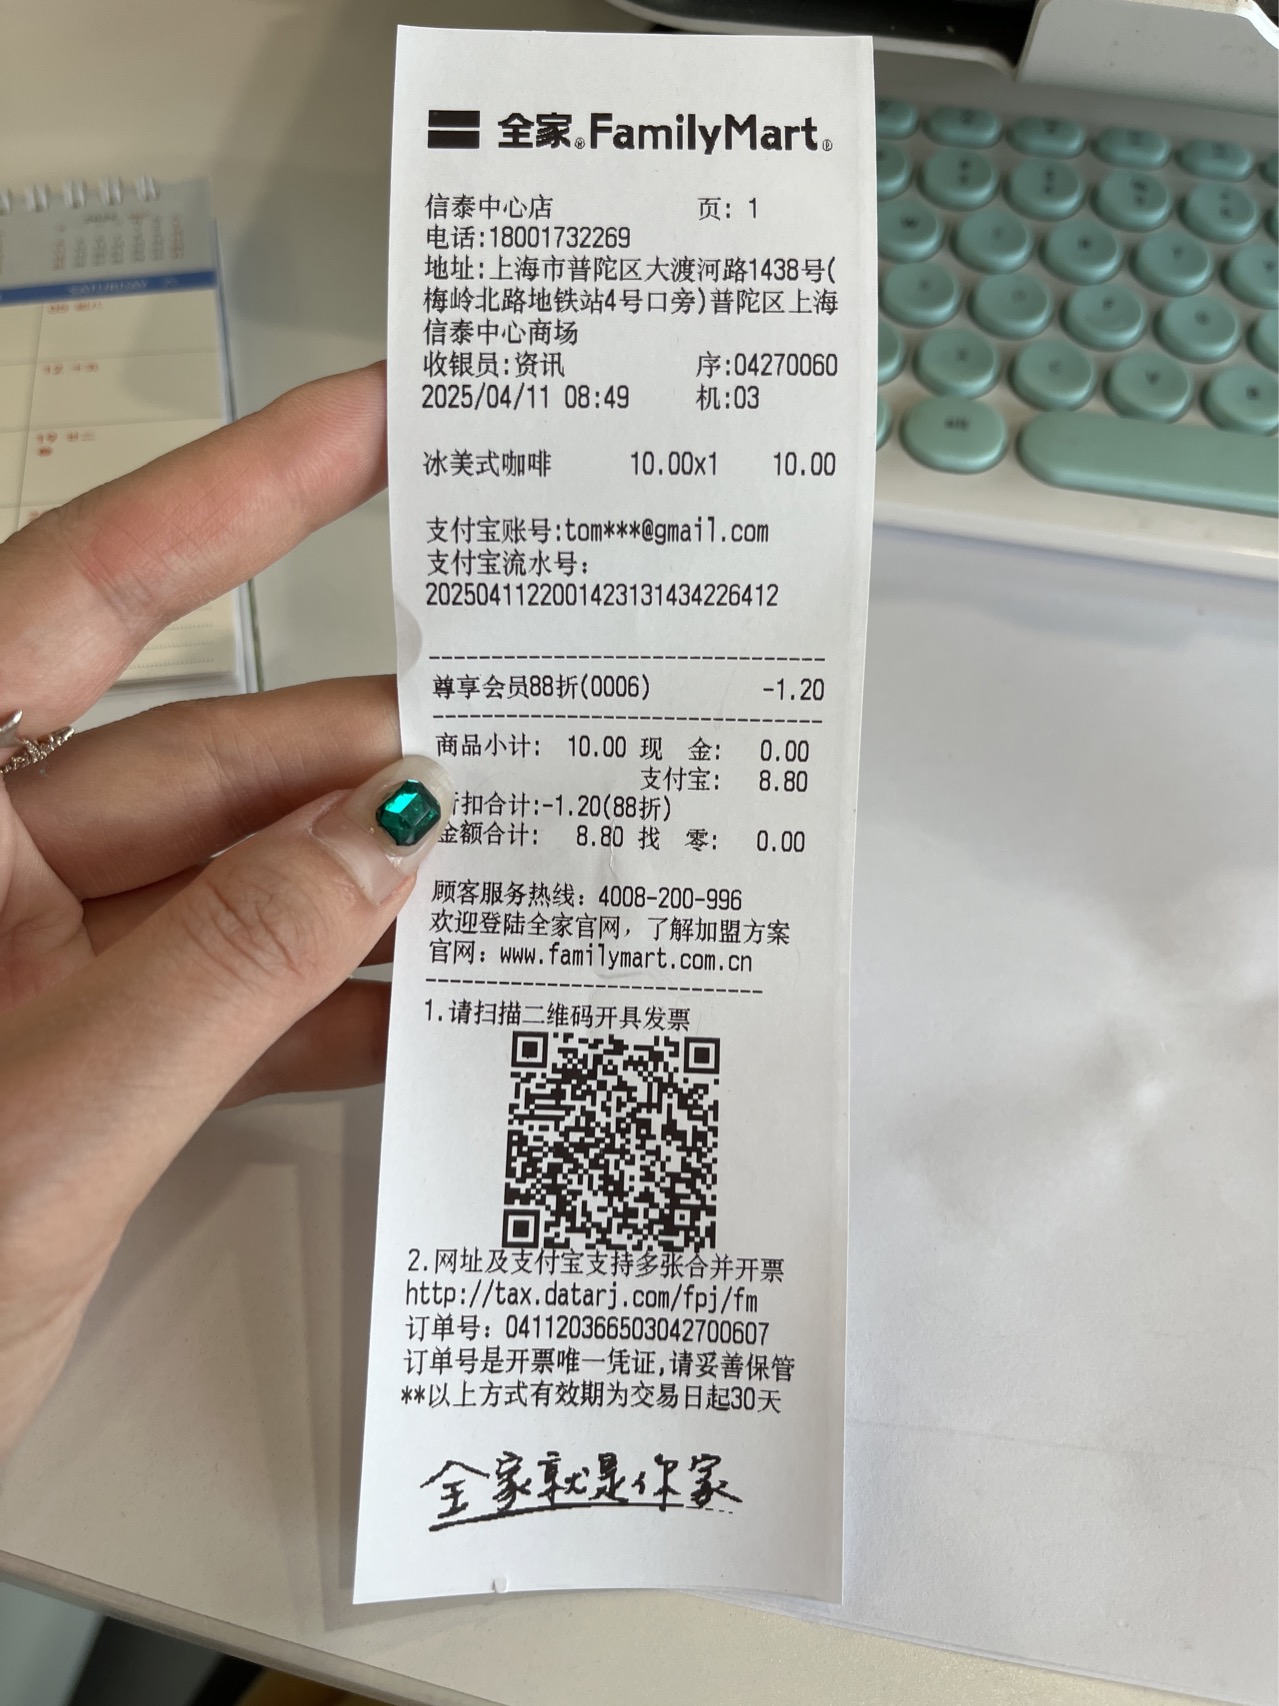 全家®FamilyMart®
信泰中心店 页: 1
电话:18001732269
地址:上海市普陀区大渡河路1438号(
梅岭北路地铁站4号口旁)普陀区上海
信泰中心商场
收银员:资讯 序:04270060
2025/04/11 08:49 机:03
冰美式咖啡 10.00x1 10.00
支付宝账号:tom***@gmail.com
支付宝流水号:
2025041122001423131434226412
尊享会员88折(0006) -1.20
商品小计: 10.00 现 金: 0.00
支付宝: 8.80
折扣合计:-1.20(88折)
金额合计: 8.80 找 零: 0.00
顾客服务热线: 4008-200-996
欢迎登陆全家官网，了解加盟方案
官网: www.familymart.com.cn
1.请扫描二维码开具发票
2.网址及支付宝支持多张合并开票
http://tax.datarj.com/fpj/fm
订单号: 041120366503042700607
订单号是开票唯一凭证,请妥善保管
**以上方式有效期为交易日起30天
全家就是你家
SATURDAY